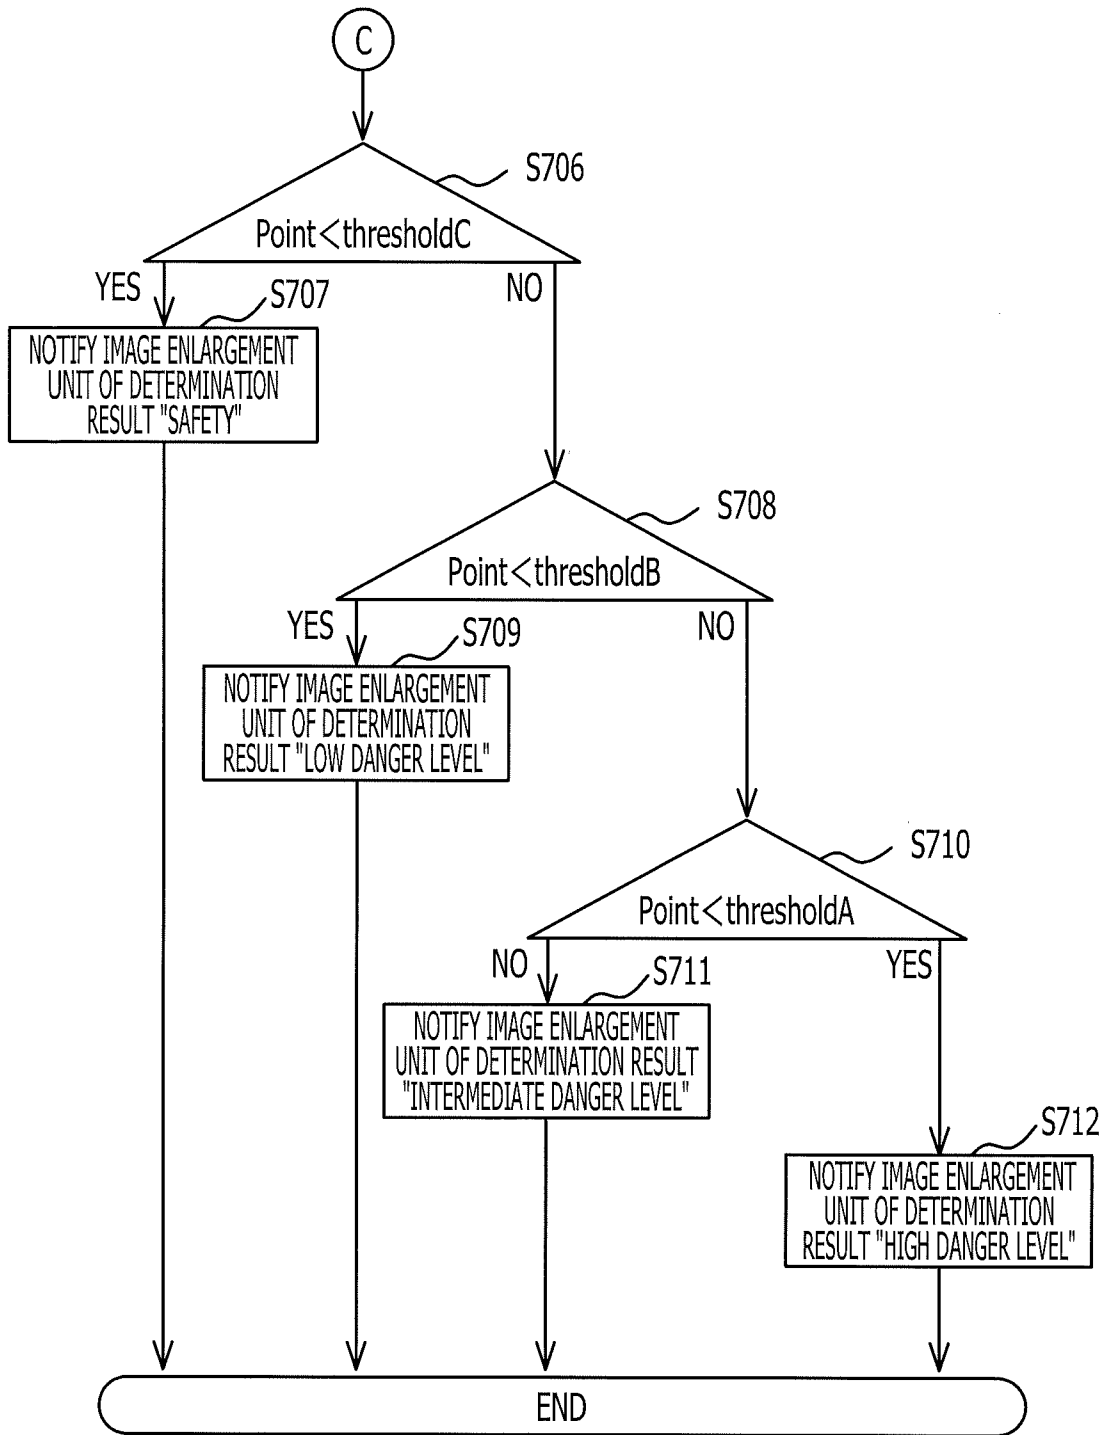 C
S706
Point<thresholdC
YES
NO
S707
NOTIFY IMAGE ENLARGEMENT
UNIT OF DETERMINATION
RESULT "SAFETY"
S708
Point<thresholdB
YES
NO
S709
NOTIFY IMAGE ENLARGEMENT
UNIT OF DETERMINATION
RESULT "LOW DANGER LEVEL"
S710
Point<thresholdA
NO
YES
S711
NOTIFY IMAGE ENLARGEMENT
UNIT OF DETERMINATION RESULT
"INTERMEDIATE DANGER LEVEL"
S712
NOTIFY IMAGE ENLARGEMENT
UNIT OF DETERMINATION
RESULT "HIGH DANGER LEVEL"
END